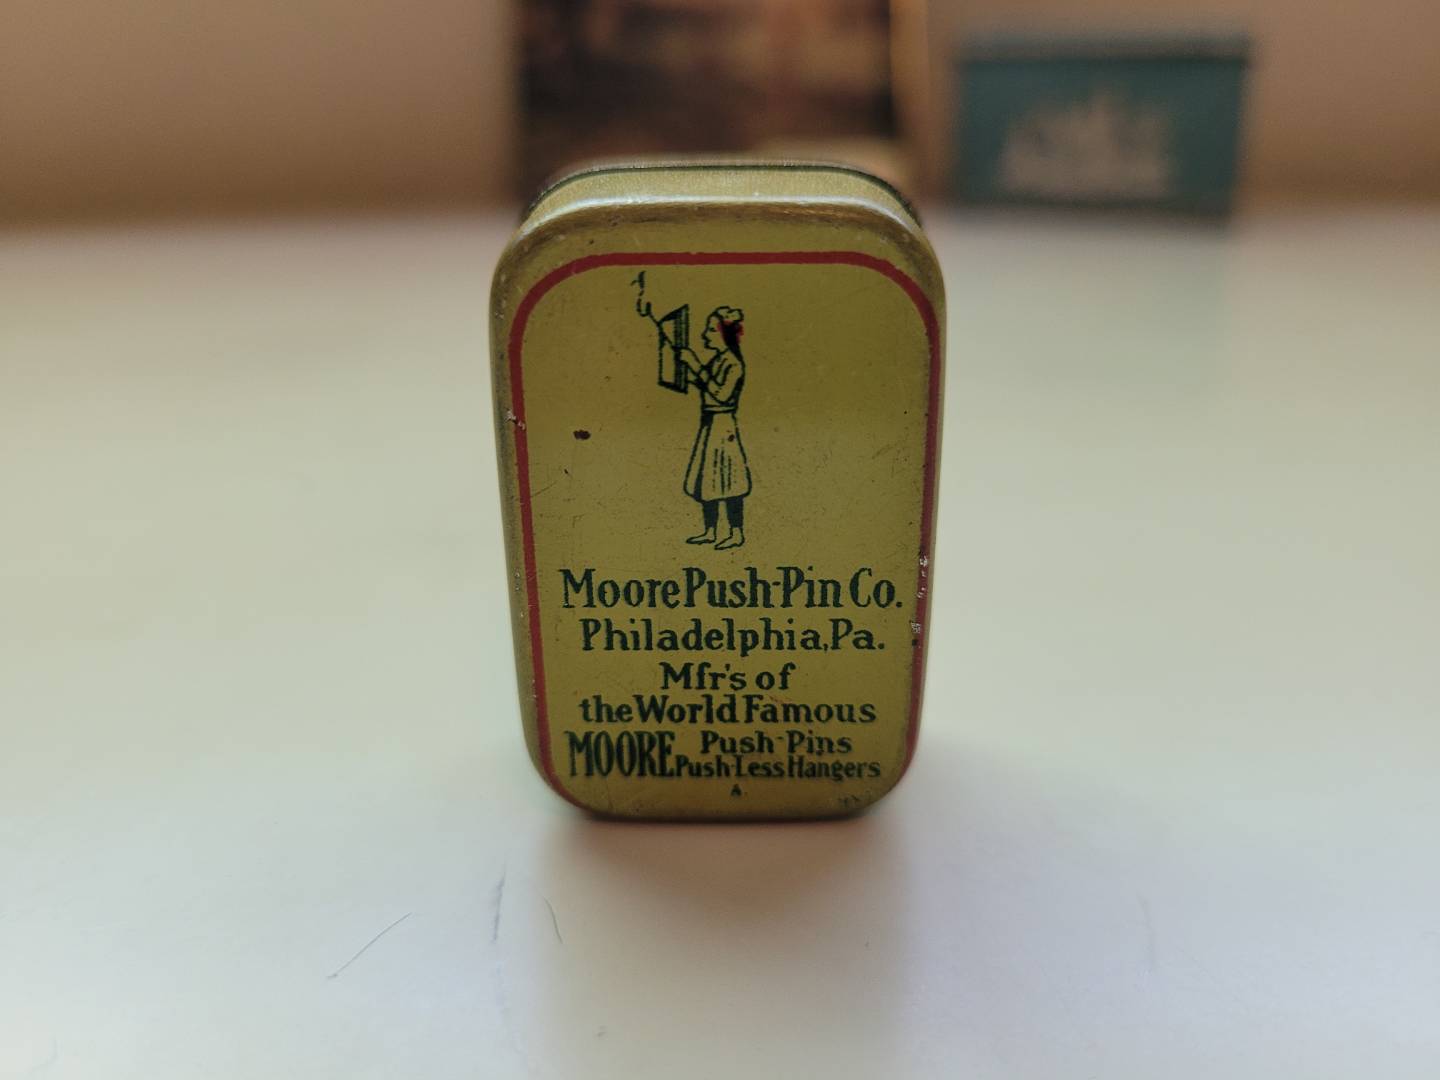 Moore Push-Pin Co.
Philadelphia, Pa.
Mfr's of
the World Famous
MOORE Push-Pins
Push-Less Hangers
A